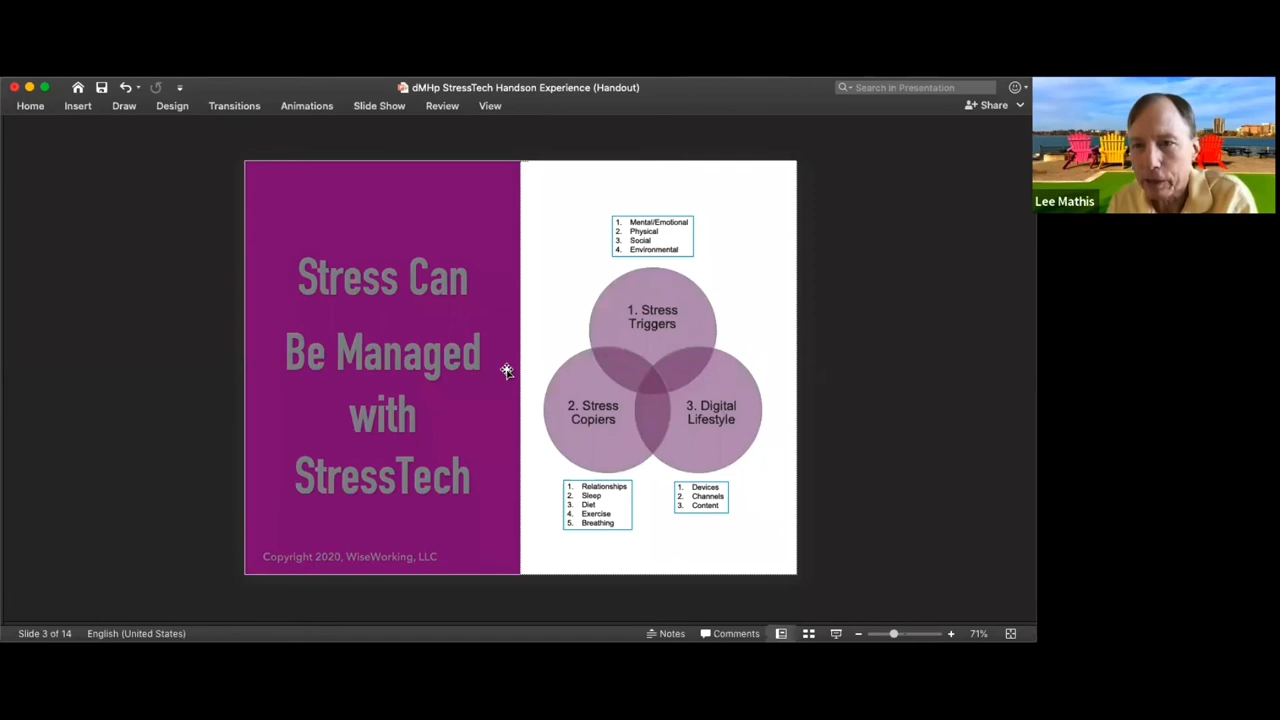 dMHp StressTech Handson Experience (Handout)
Search in Presentation
Home
Insert
Draw
Design
Transitions
Animations
Slide Show
Review
View
Share
Stress Can
Be Managed
with
StressTech
Copyright 2020, WiseWorking, LLC
1. Mental/Emotional
2. Physical
3. Social
4. Environmental
1. Stress
Triggers
2. Stress
Copiers
3. Digital
Lifestyle
1. Relationships
2. Sleep
3. Diet
4. Exercise
5. Breathing
1. Devices
2. Channels
3. Content
Lee Mathis
Slide 3 of 14
English (United States)
Notes
Comments
71%